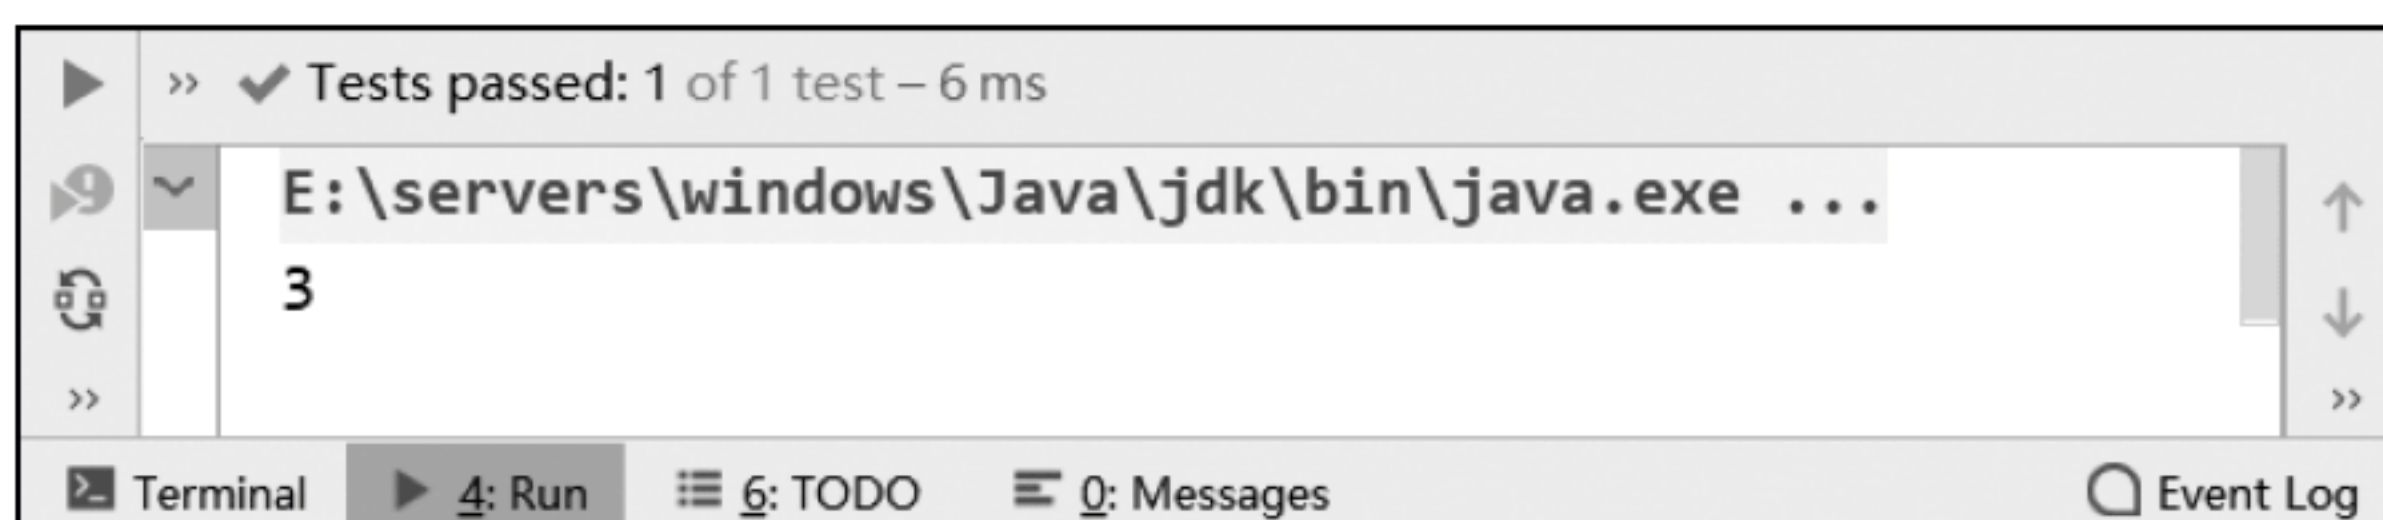 Tests passed: 1 of 1 test – 6 ms
E:\servers\windows\Java\jdk\bin\java.exe ...
3
Terminal 4: Run 6: TODO 0: Messages Event Log